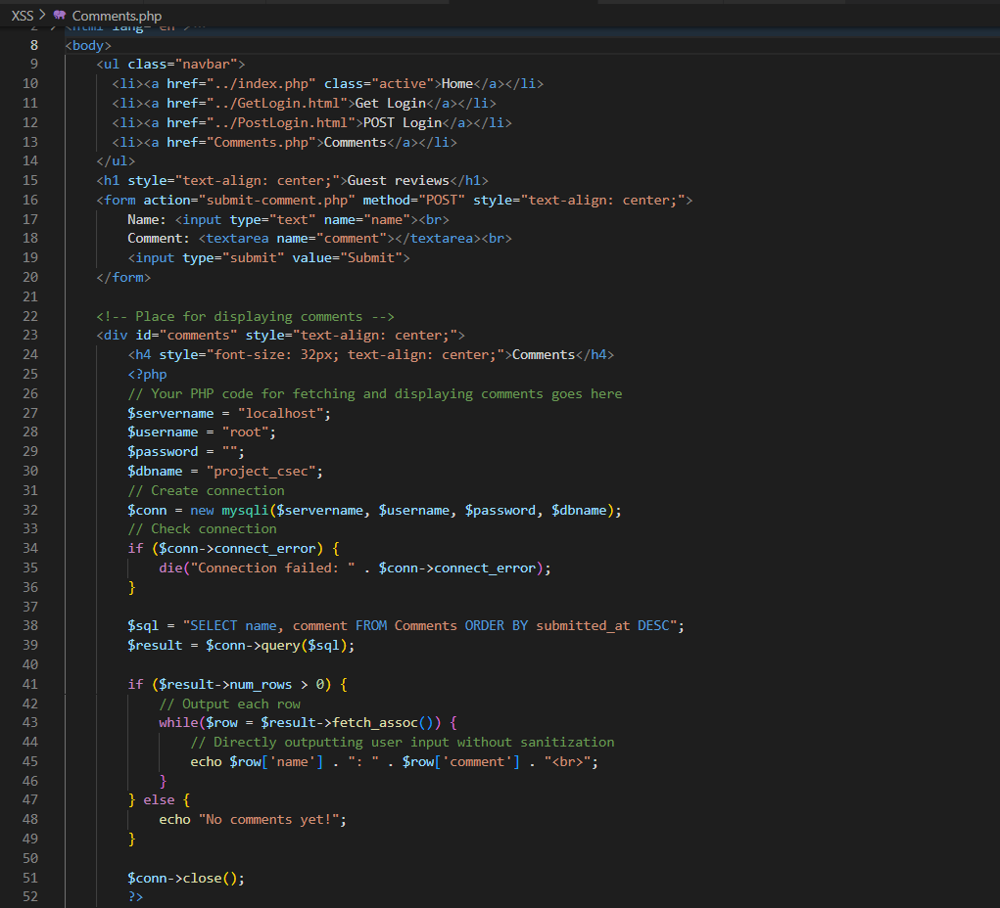 XSS > Comments.php
2 <html lang="en">
8 <body>
9 <ul class="navbar">
10 <li><a href="../index.php" class="active">Home</a></li>
11 <li><a href="../GetLogin.html">Get Login</a></li>
12 <li><a href="../PostLogin.html">POST Login</a></li>
13 <li><a href="Comments.php">Comments</a></li>
14 </ul>
15 <h1 style="text-align: center;">Guest reviews</h1>
16 <form action="submit-comment.php" method="POST" style="text-align: center;">
17 Name: <input type="text" name="name"><br>
18 Comment: <textarea name="comment"></textarea><br>
19 <input type="submit" value="Submit">
20 </form>
21
22 <!-- Place for displaying comments -->
23 <div id="comments" style="text-align: center;">
24 <h4 style="font-size: 32px; text-align: center;">Comments</h4>
25 <?php
26 // Your PHP code for fetching and displaying comments goes here
27 $servername = "localhost";
28 $username = "root";
29 $password = "";
30 $dbname = "project_csec";
31 // Create connection
32 $conn = new mysqli($servername, $username, $password, $dbname);
33 // Check connection
34 if ($conn->connect_error) {
35 die("Connection failed: " . $conn->connect_error);
36 }
37
38 $sql = "SELECT name, comment FROM Comments ORDER BY submitted_at DESC";
39 $result = $conn->query($sql);
40
41 if ($result->num_rows > 0) {
42 // Output each row
43 while($row = $result->fetch_assoc()) {
44 // Directly outputting user input without sanitization
45 echo $row['name'] . ": " . $row['comment'] . "<br>";
46 }
47 } else {
48 echo "No comments yet!";
49 }
50
51 $conn->close();
52 ?>